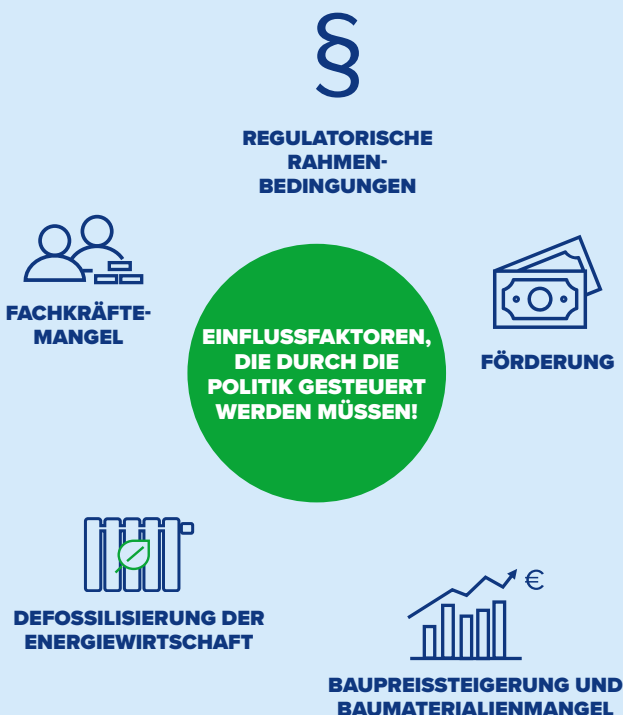 §
REGULATORISCHE
RAHMEN-
BEDINGUNGEN
FACHKRÄFTE-
MANGEL
EINFLUSSFAKTOREN,
DIE DURCH DIE
POLITIK GESTEUERT
WERDEN MÜSSEN!
FÖRDERUNG
DEFOSSILISIERUNG DER
ENERGIEWIRTSCHAFT
€
BAUPREISSTEIGERUNG UND
BAUMATERIALIENMANGEL